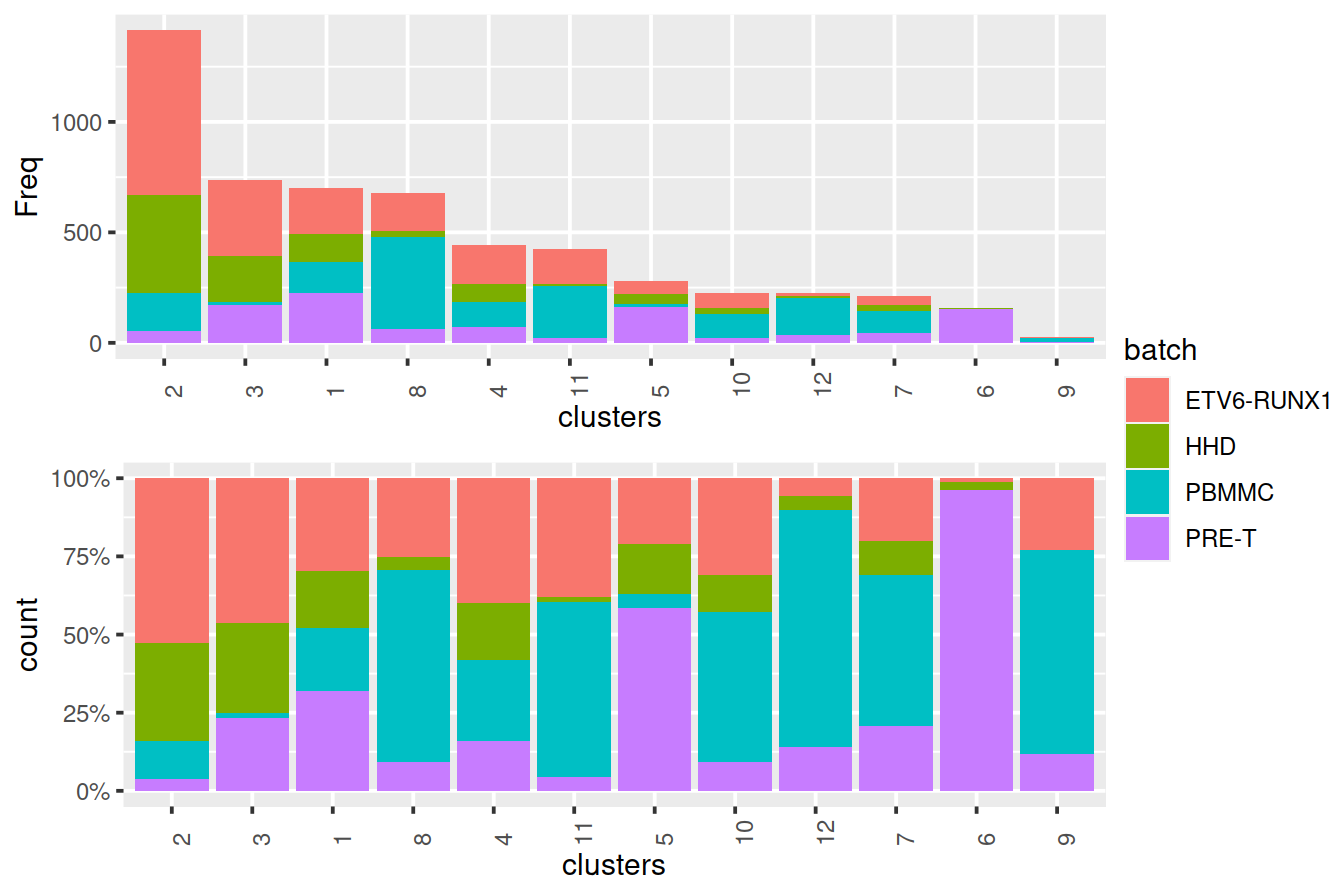 Freq
1000
500
0
2 3 1 8 4 11 5 10 12 7 6 9
clusters
count
100%
75%
50%
25%
0%
2 3 1 8 4 11 5 10 12 7 6 9
clusters
batch
ETV6-RUNX1
HHD
PBMMC
PRE-T